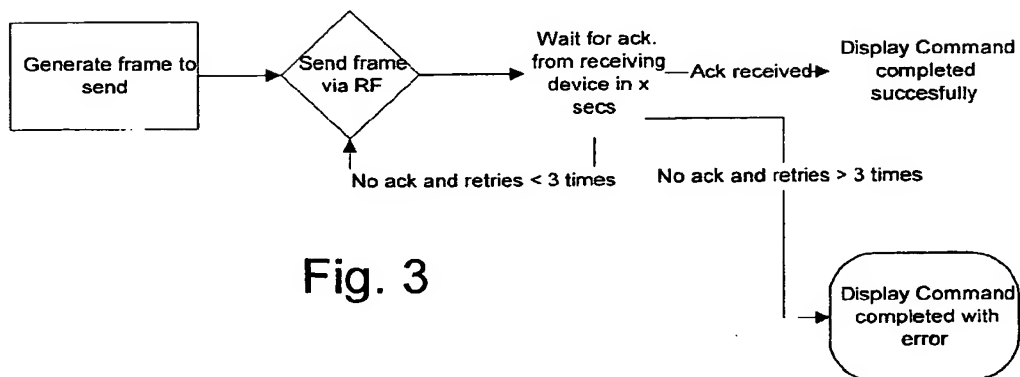 Generate frame to
send
Send frame
via RF
Wait for ack.
from receiving
device in x
secs
Ack received
Display Command
completed
succesfully
No ack and retries < 3 times
No ack and retries > 3 times
Fig. 3
Display Command
completed with
error